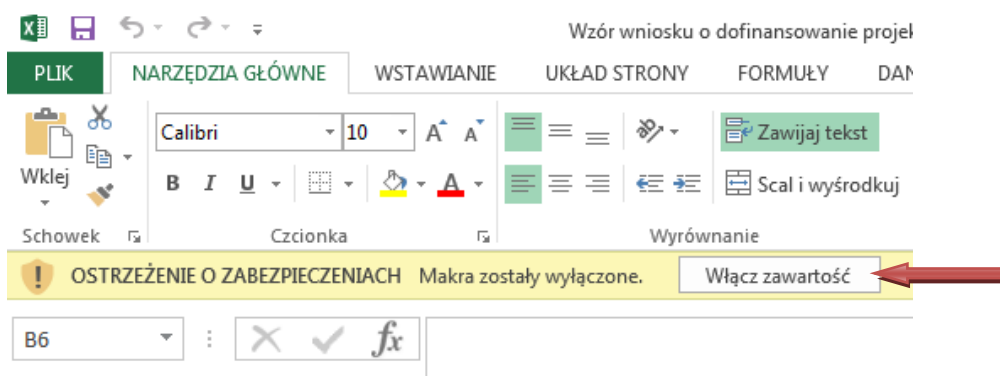 Wzór wniosku o dofinansowanie projek
PLIK NARZĘDZIA GŁÓWNE WSTAWIANIE UKŁAD STRONY FORMUŁY DAN
Calibri 10 A A Zawijaj tekst
Wklej B I U A Scal i wyśrodkuj
Schowek Czcionka Wyrównanie
! OSTRZEŻENIE O ZABEZPIECZENIACH Makra zostały wyłączone. Włącz zawartość
B6 fx